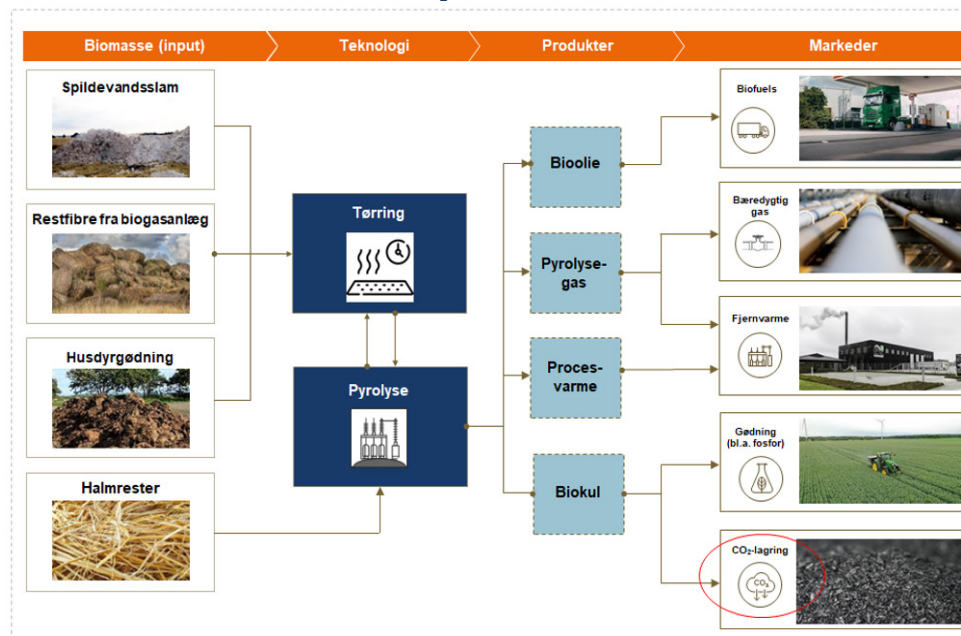 Biomasse (input)
Teknologi
Produkter
Markeder
Spildevandsslam
Restfibre fra biogasanlæg
Husdyrgødning
Halmrester
Tørring
Pyrolyse
Bioolie
Pyrolyse-
gas
Proces-
varme
Biokul
Biofuels
Bæredygtig
gas
Fjernvarme
Gødning
(bl.a. fosfor)
CO₂-lagring
CO₂